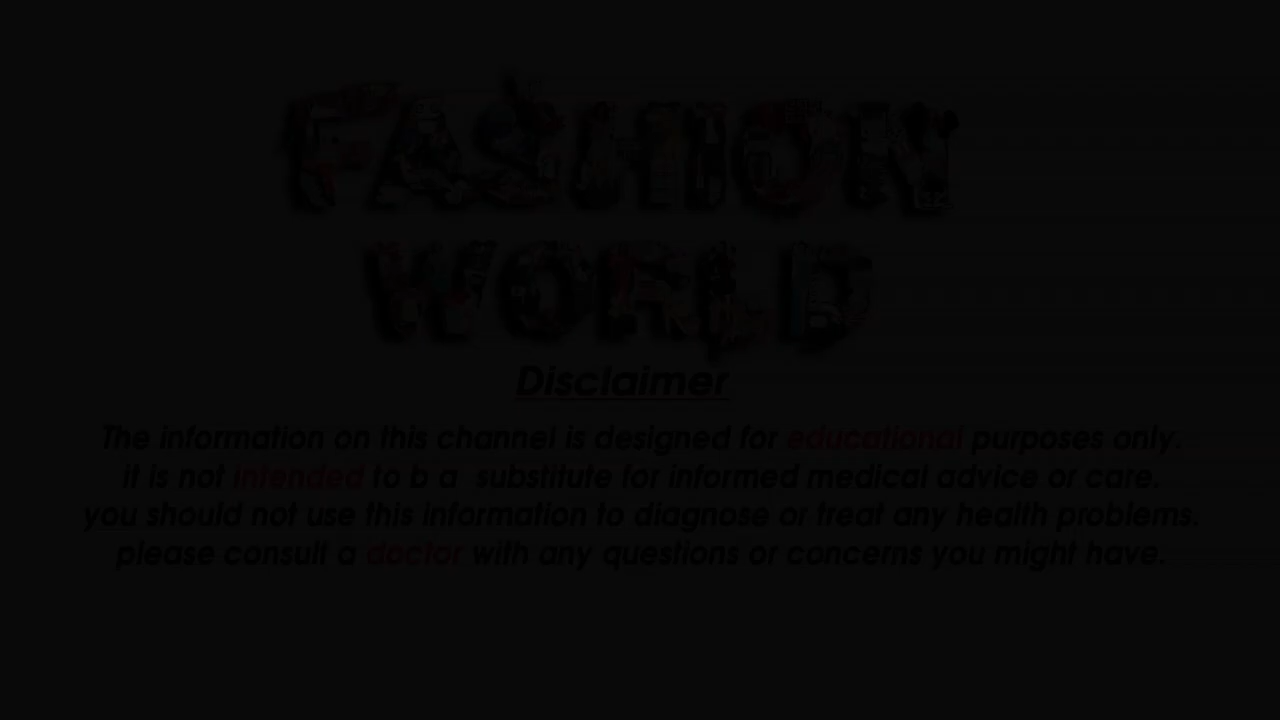 FASHION
WORLD
Disclaimer
The information on this channel is designed for educational purposes only.
it is not intended to b a substitute for informed medical advice or care.
you should not use this information to diagnose or treat any health problems.
please consult a doctor with any questions or concerns you might have.